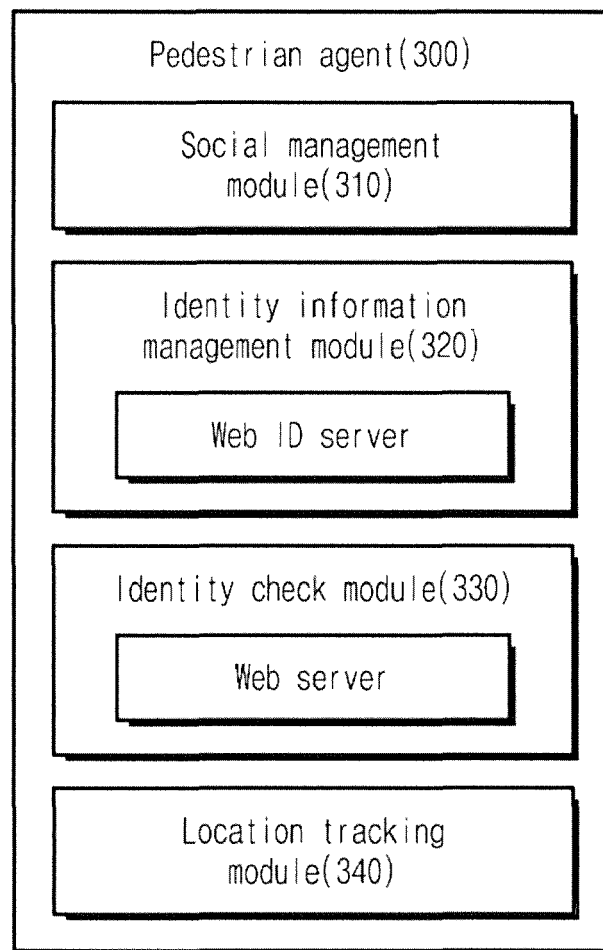 Pedestrian agent(300)
Social management
module(310)
Identity information
management module(320)
Web ID server
Identity check module(330)
Web server
Location tracking
module(340)